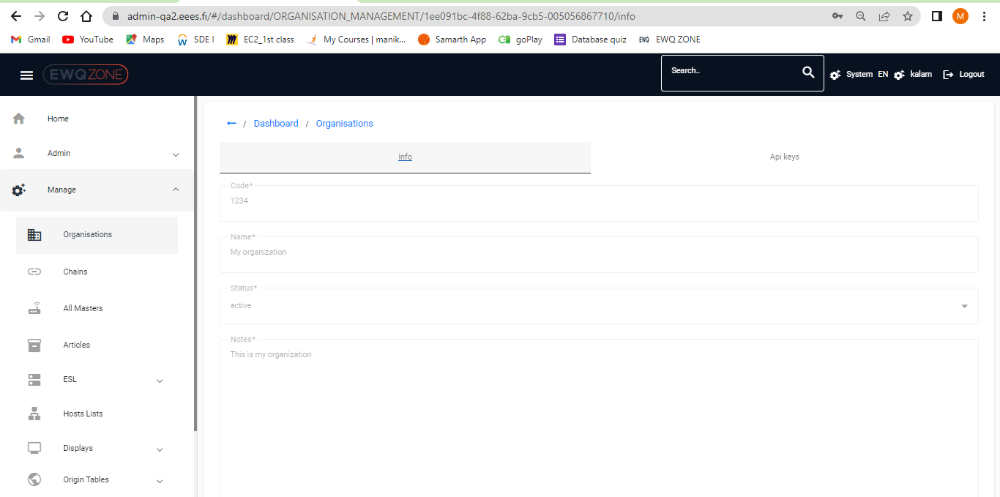 admin-qa2.eees.fi/#/dashboard/ORGANISATION_MANAGEMENT/1ee091bc-4f88-62ba-9cb5-005056867710/info
M
Gmail YouTube Maps SDE I EC2_1st class My Courses | manik... Samarth App goPlay Database quiz EWQ EWQ ZONE
EWQZONE
Search..
System EN kalam Logout
Home
Admin
Manage
Organisations
Chains
All Masters
Articles
ESL
Hosts Lists
Displays
Origin Tables
/ Dashboard / Organisations
Info Api keys
Code*
1234
Name*
My organization
Status*
active
Notes*
This is my organization